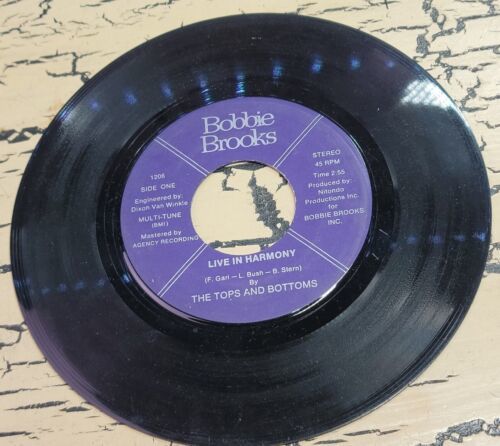 Bobbie
Brooks
1206
SIDE ONE
Engineered by:
Dixon Van Winkle
MULTI-TUNE
(BMI)
Mastered by
AGENCY RECORDING
STEREO
45 RPM
Time 2:55
Produced by:
Nitondo
Productions Inc.
for
BOBBIE BROOKS
INC.
LIVE IN HARMONY
(F. Gari — L. Bush — B. Stern)
By
THE TOPS AND BOTTOMS